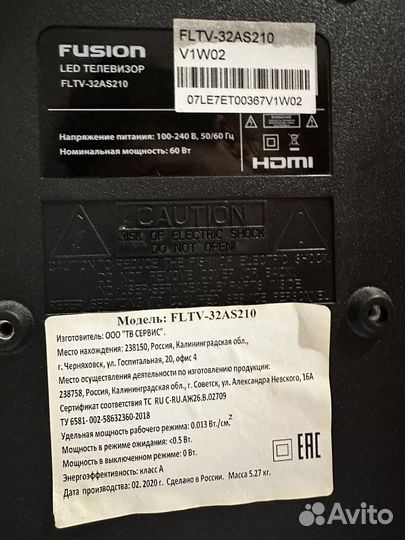 FUSION
LED ТЕЛЕВИЗОР
FLTV-32AS210
FLTV-32AS210
V1W02
07LE7ET00367V1W02
Напряжение питания: 100-240 В, 50/60 Гц
Номинальная мощность: 60 Вт
HDMI
CAUTION
RISK OF ELECTRIC SHOCK
DO NOT OPEN!
Модель: FLTV-32AS210
Изготовитель: ООО "ТВ СЕРВИС".
Место нахождения: 238150, Россия, Калининградская обл.,
г. Черняховск, ул. Госпитальная, 20, офис 4
Место осуществления деятельности по изготовлению продукции:
238758, Россия, Калининградская обл., г. Советск, ул. Александра Невского, 16А
Сертификат соответствия ТС RU C-RU.АЖ26.В.02709
ТУ 6581- 002-58632360-2018
Удельная мощность рабочего режима: 0.013 Вт./см²
Мощность в режиме ожидания: <0.5 Вт.
Мощность в выключенном режиме: 0 Вт.
Энергоэффективность: класс А
Дата производства: 02. 2020 г. Сделано в России. Масса 5.27 кг.
EAC
Avito